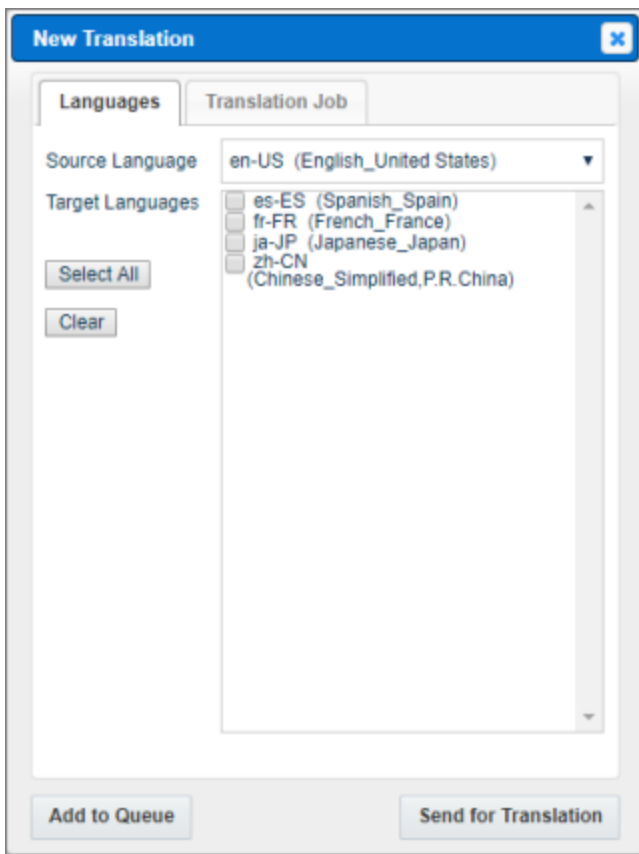 New Translation
Languages
Translation Job
Source Language
en-US (English_United States)
Target Languages
es-ES (Spanish_Spain)
fr-FR (French_France)
ja-JP (Japanese_Japan)
zh-CN
(Chinese_Simplified,P.R.China)
Select All
Clear
Add to Queue
Send for Translation